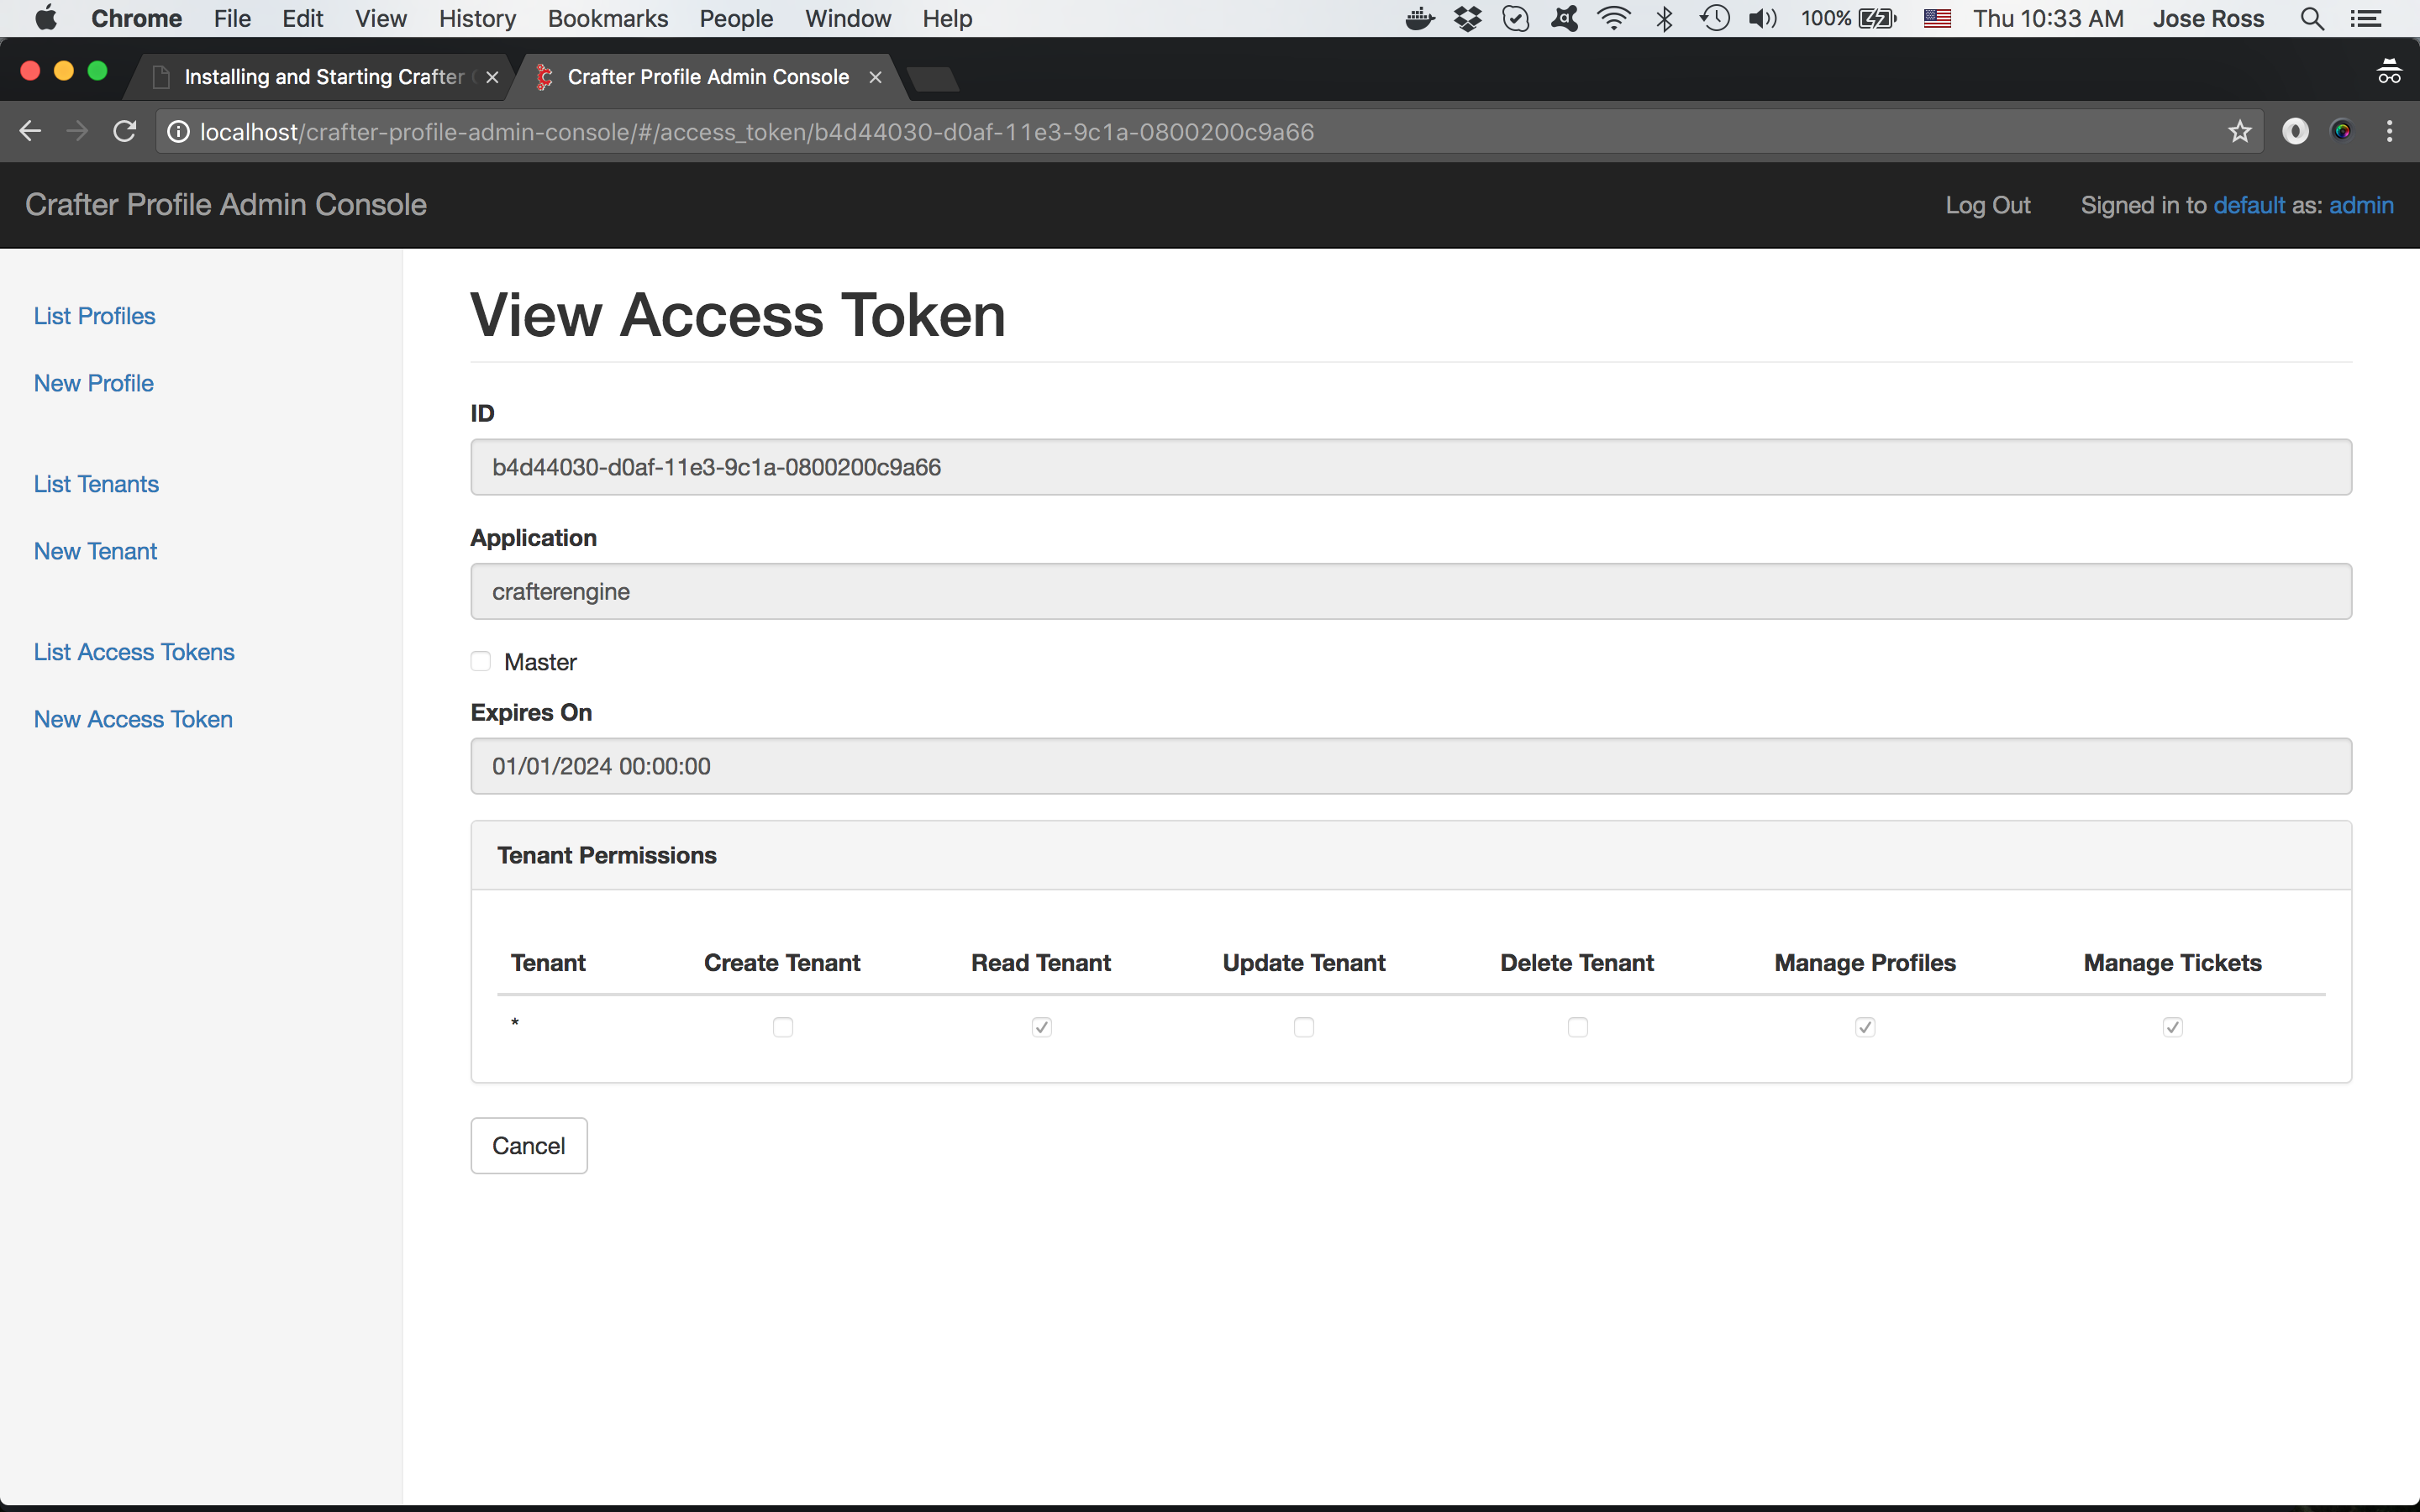 Chrome File Edit View History Bookmarks People Window Help 100% Thu 10:33 AM Jose Ross
Installing and Starting Crafter Crafter Profile Admin Console
localhost/crafter-profile-admin-console/#/access_token/b4d44030-d0af-11e3-9c1a-0800200c9a66
Crafter Profile Admin Console Log Out Signed in to default as: admin
List Profiles
New Profile
List Tenants
New Tenant
List Access Tokens
New Access Token
View Access Token
ID
b4d44030-d0af-11e3-9c1a-0800200c9a66
Application
crafterengine
Master
Expires On
01/01/2024 00:00:00
Tenant Permissions
Tenant Create Tenant Read Tenant Update Tenant Delete Tenant Manage Profiles Manage Tickets
*
Cancel